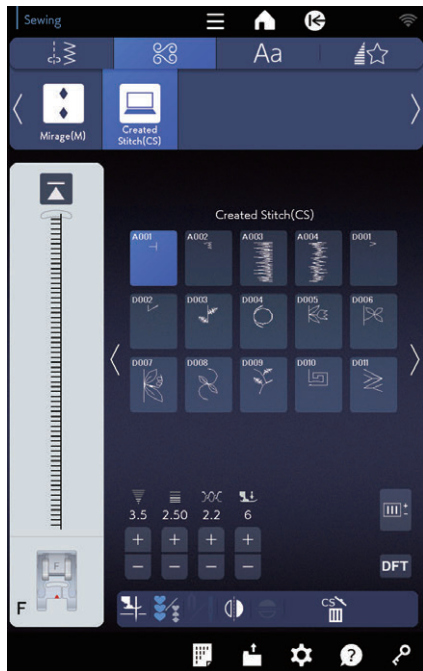 Sewing
Aa
Mirage(M)
Created
Stitch(CS)
Created Stitch(CS)
A001 A002 A003 A004 D001
D002 D003 D004 D005 D006
D007 D008 D009 D010 D011
3.5 2.50 2.2 6
+ + + +
- - - -
DFT
F
F
CS
?